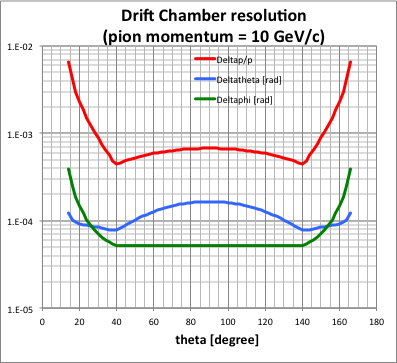 Drift Chamber resolution
(pion momentum = 10 GeV/c)
1.E-02
Deltap/p
Deltatheta [rad]
Deltaphi [rad]
1.E-03
1.E-04
1.E-05
0 20 40 60 80 100 120 140 160 180
theta [degree]